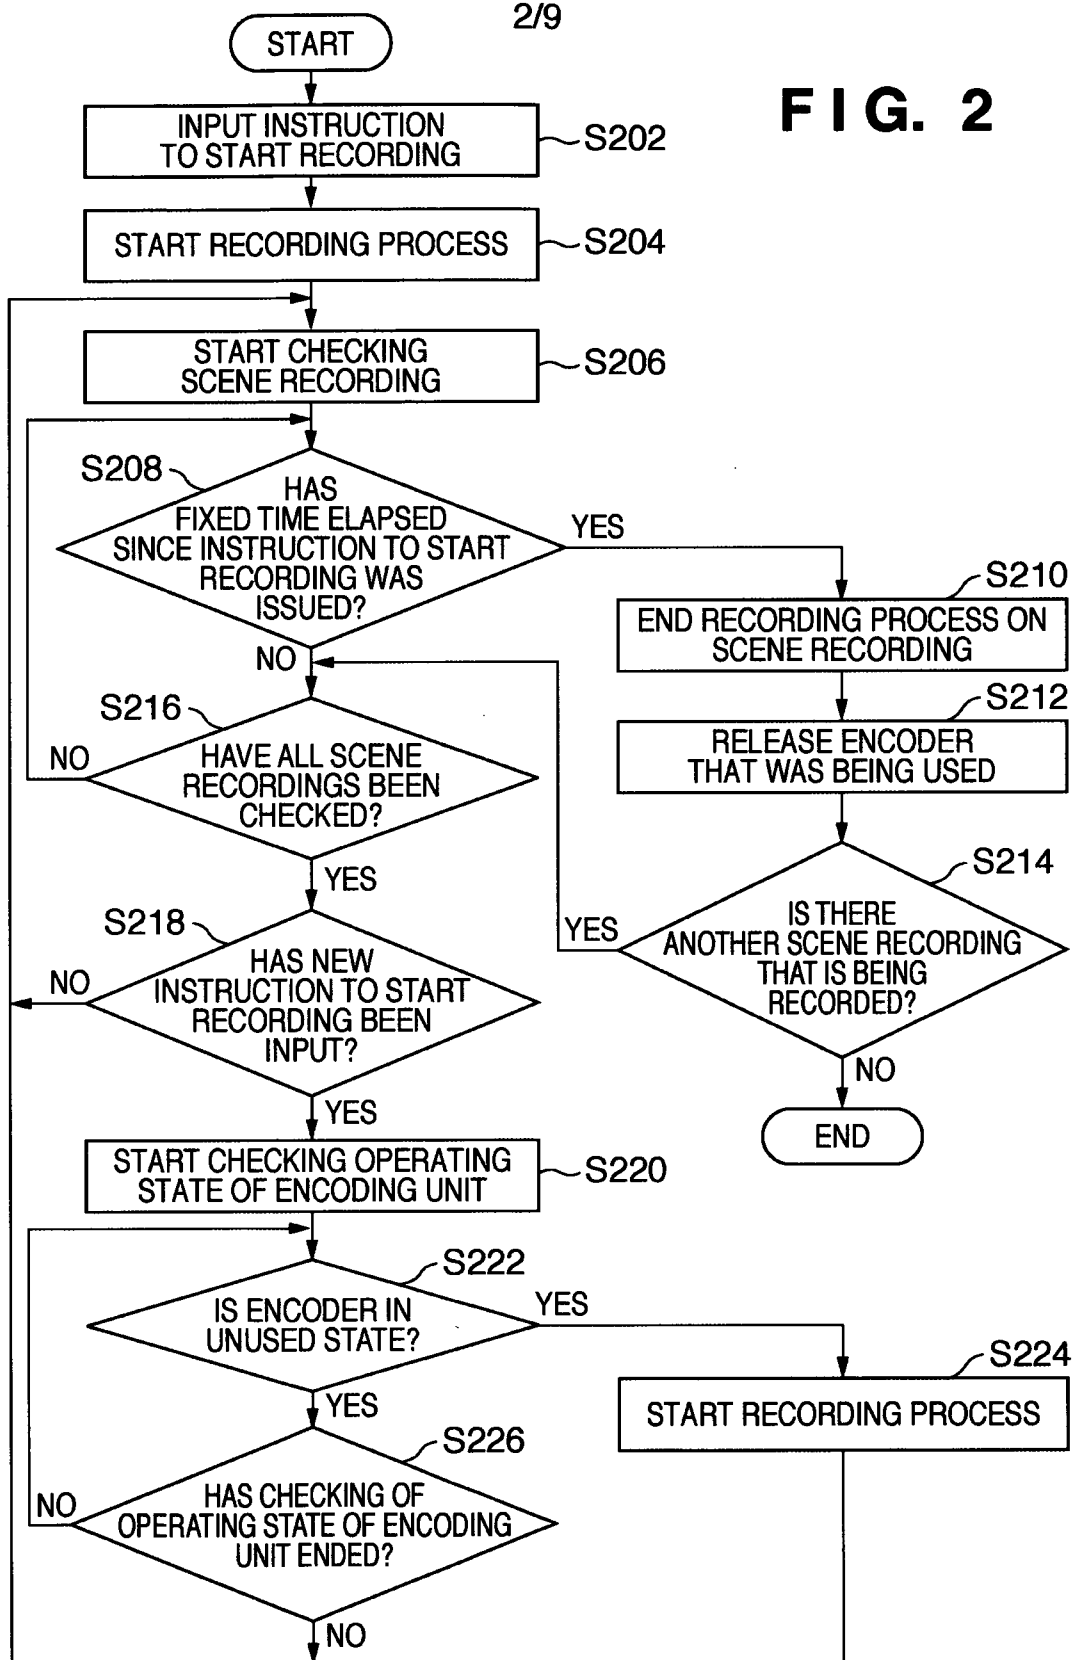 2/9
FIG. 2
START
INPUT INSTRUCTION
TO START RECORDING
S202
START RECORDING PROCESS
S204
START CHECKING
SCENE RECORDING
S206
S208
HAS
FIXED TIME ELAPSED
SINCE INSTRUCTION TO START
RECORDING WAS
ISSUED?
YES
NO
S210
END RECORDING PROCESS ON
SCENE RECORDING
S212
RELEASE ENCODER
THAT WAS BEING USED
S214
IS THERE
ANOTHER SCENE RECORDING
THAT IS BEING
RECORDED?
YES
NO
END
S216
HAVE ALL SCENE
RECORDINGS BEEN
CHECKED?
NO
YES
S218
HAS NEW
INSTRUCTION TO START
RECORDING BEEN
INPUT?
NO
YES
START CHECKING OPERATING
STATE OF ENCODING UNIT
S220
S222
IS ENCODER IN
UNUSED STATE?
YES
YES
S224
START RECORDING PROCESS
S226
HAS CHECKING OF
OPERATING STATE OF ENCODING
UNIT ENDED?
NO
NO